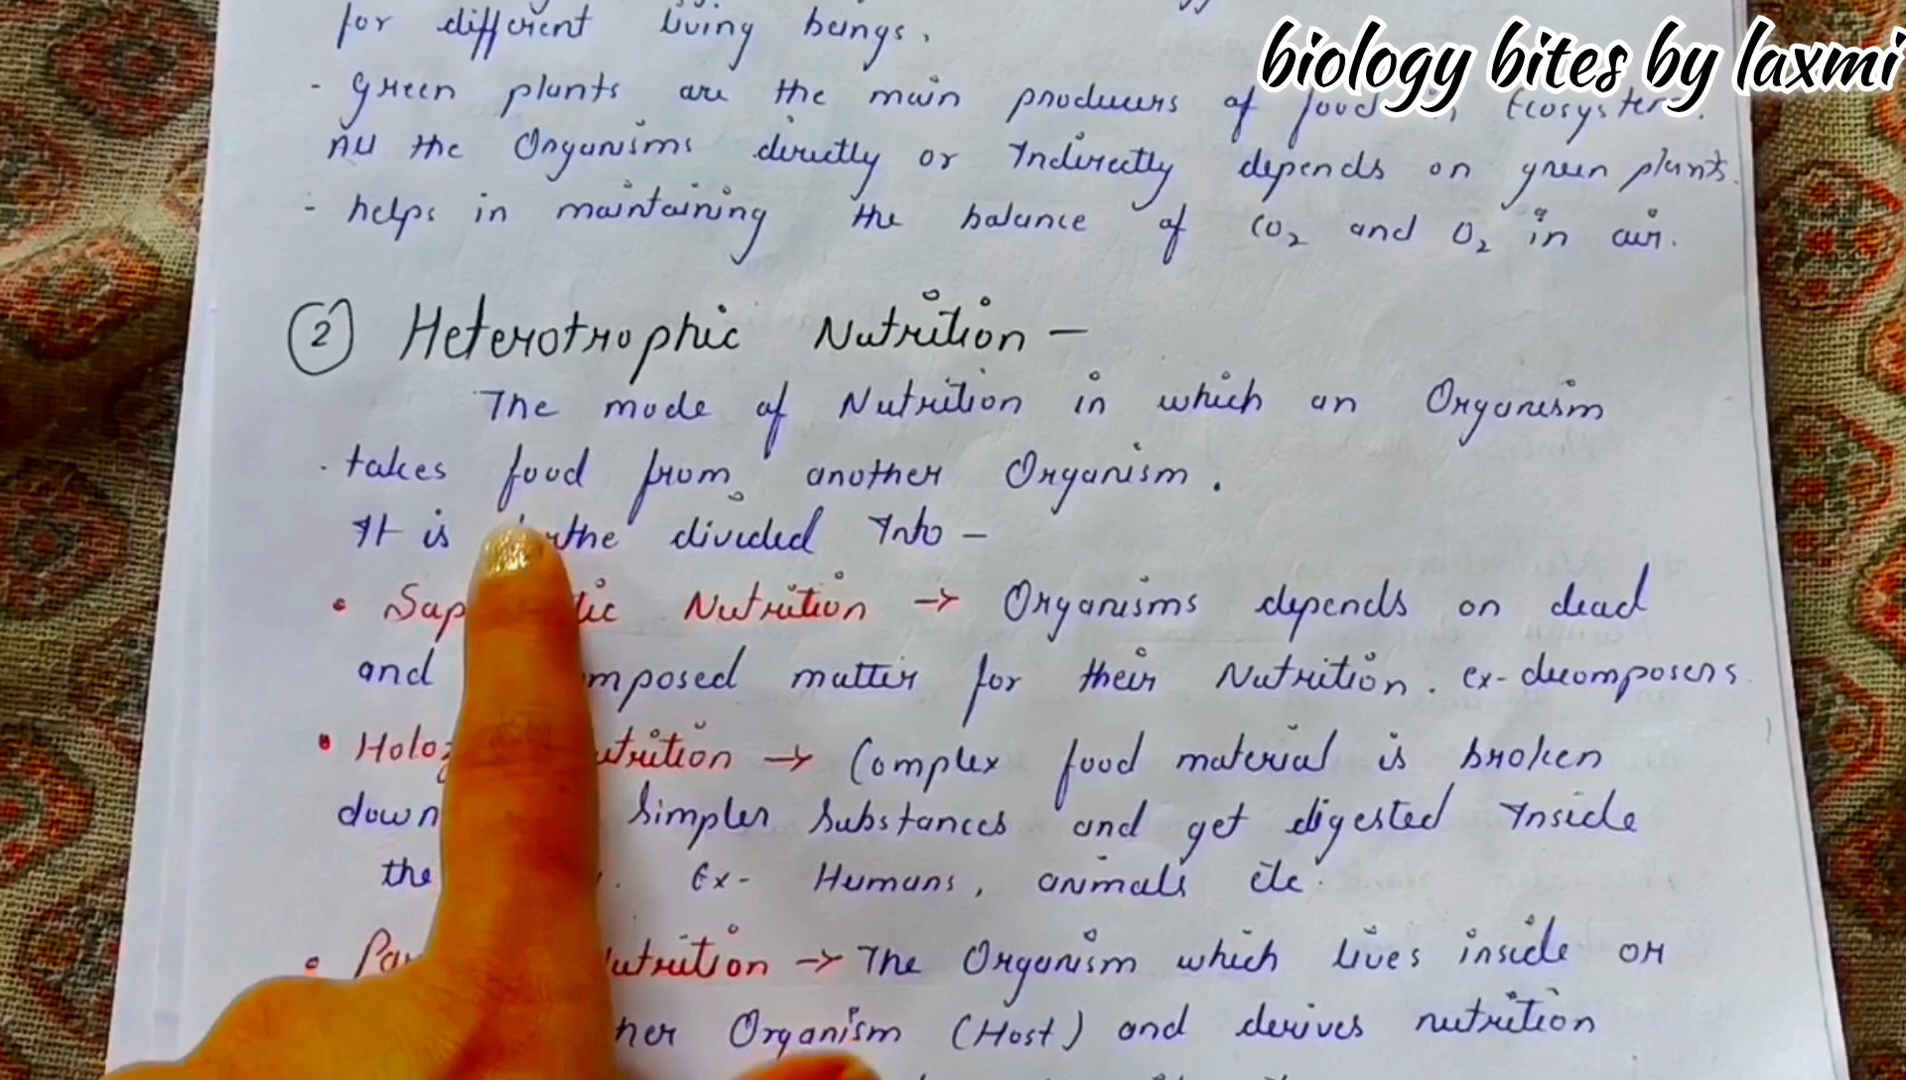 biology bites by laxmi
for different living beings.
- green plants are the main producers of food Ecosystem.
All the Organisms directly or Indirectly depends on green plants.
- helps in maintaining the balance of CO2 and O2 in air.
② Heterotrophic Nutrition -
The mode of Nutrition in which an Organism
takes food from another Organism.
It is divided Into -
• Nutrition -> Organisms depends on dead
and matter for their Nutrition. ex- decomposers
• Nutrition -> Complex food material is broken
down simpler substances and get digested Inside
the Ex- Humans, animals etc.
• Nutrition -> The Organism which lives inside or
Organism (Host) and derives nutrition